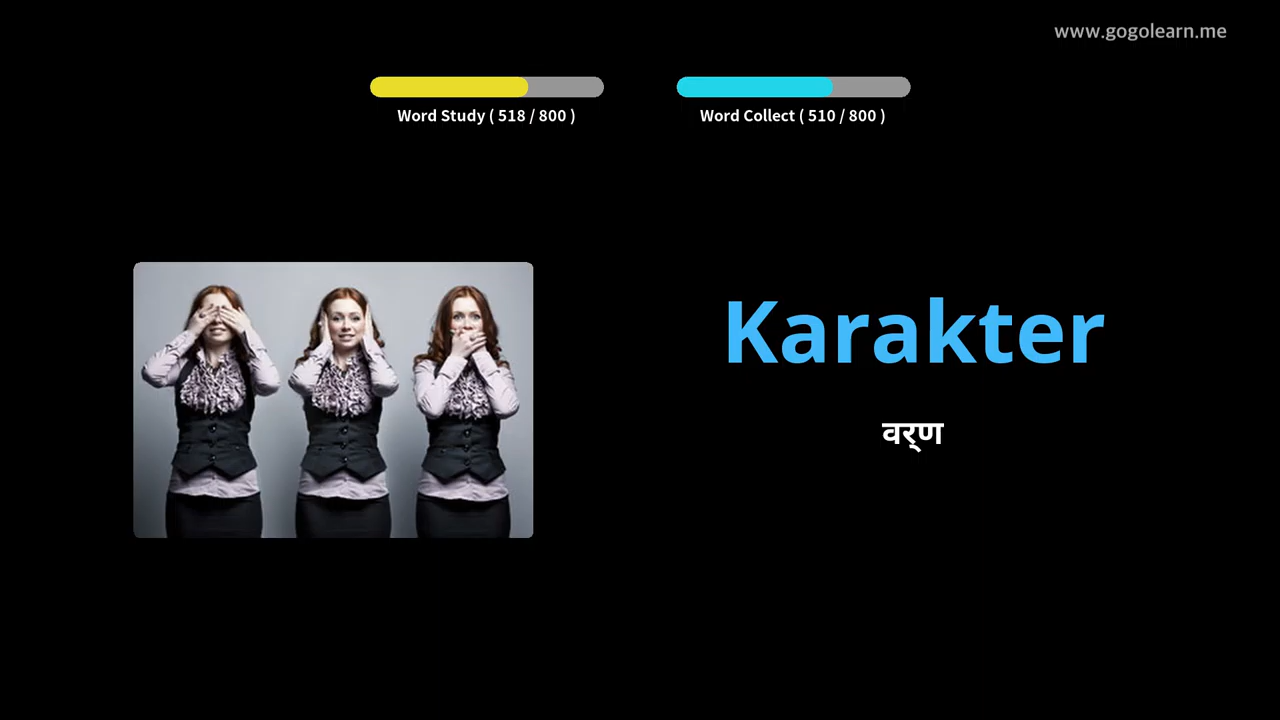 www.gogolearn.me
Word Study ( 518 / 800 )
Word Collect ( 510 / 800 )
Karakter
वर्ण